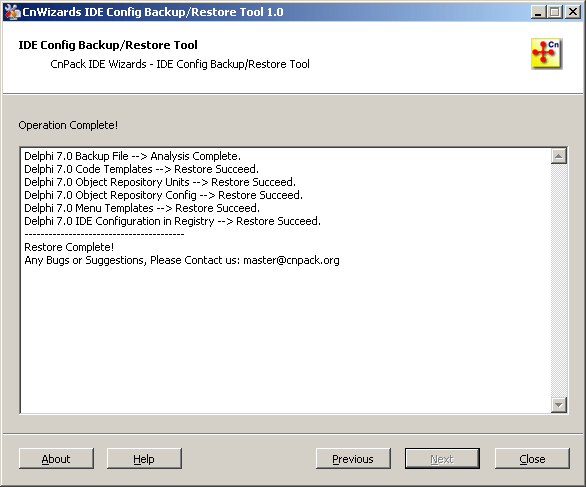 CnWizards IDE Config Backup/Restore Tool 1.0
IDE Config Backup/Restore Tool
CnPack IDE Wizards - IDE Config Backup/Restore Tool
Cn
Operation Complete!
Delphi 7.0 Backup File --> Analysis Complete.
Delphi 7.0 Code Templates --> Restore Succeed.
Delphi 7.0 Object Repository Units --> Restore Succeed.
Delphi 7.0 Object Repository Config --> Restore Succeed.
Delphi 7.0 Menu Templates --> Restore Succeed.
Delphi 7.0 IDE Configuration in Registry --> Restore Succeed.
----------------------------------------
Restore Complete!
Any Bugs or Suggestions, Please Contact us: master@cnpack.org
About Help Previous Next Close